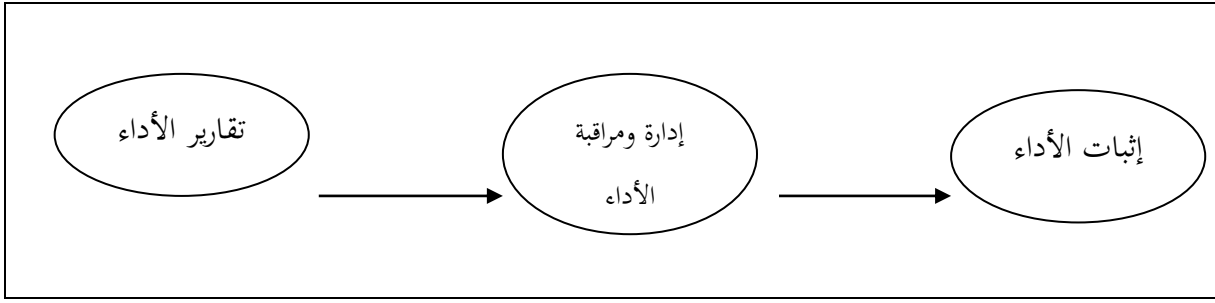 تقارير الأداء
إدارة ومراقبة
الأداء
إثبات الأداء